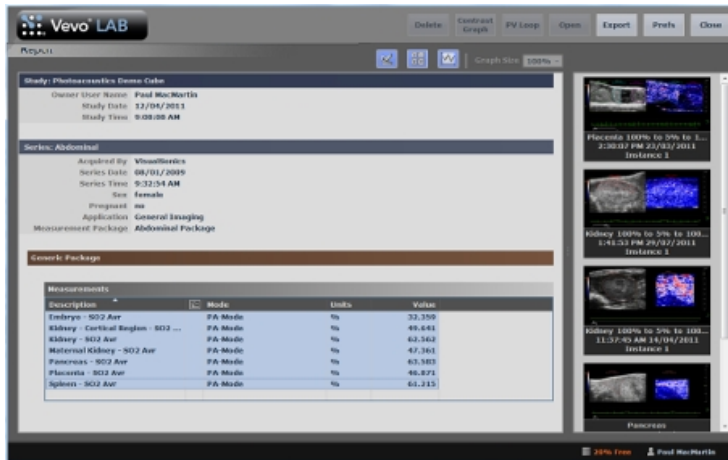 Vevo LAB
Delete
Contrast Graph
PV Loop
Open
Export
Prefs
Close
Report
Graph Size 100%
Study: Photoacoustics Demo Cube
Owner User Name Paul MacMartin
Study Date 12/04/2011
Study Time 9:08:08 AM
Series: Abdominal
Acquired By VisualSonics
Series Date 08/01/2009
Series Time 9:32:54 AM
Sex female
Pregnant no
Application General Imaging
Measurement Package Abdominal Package
Generic Package
Measurements
Description Mode Units Value
Embryo - SO2 Avr PA-Mode % 32.359
Kidney - Cortical Region - SO2 ... PA-Mode % 49.641
Kidney - SO2 Avr PA-Mode % 62.562
Maternal Kidney - SO2 Avr PA-Mode % 47.361
Pancreas - SO2 Avr PA-Mode % 63.583
Placenta - SO2 Avr PA-Mode % 46.871
Spleen - SO2 Avr PA-Mode % 61.215
Placenta 100% to 5% to 1...
2:30:07 PM 23/03/2011
Instance 1
Kidney 100% to 5% to 100...
1:41:53 PM 29/07/2011
Instance 1
Kidney 100% to 5% to 100...
11:37:45 AM 14/04/2011
Instance 1
Pancreas
20% Free
Paul MacMartin